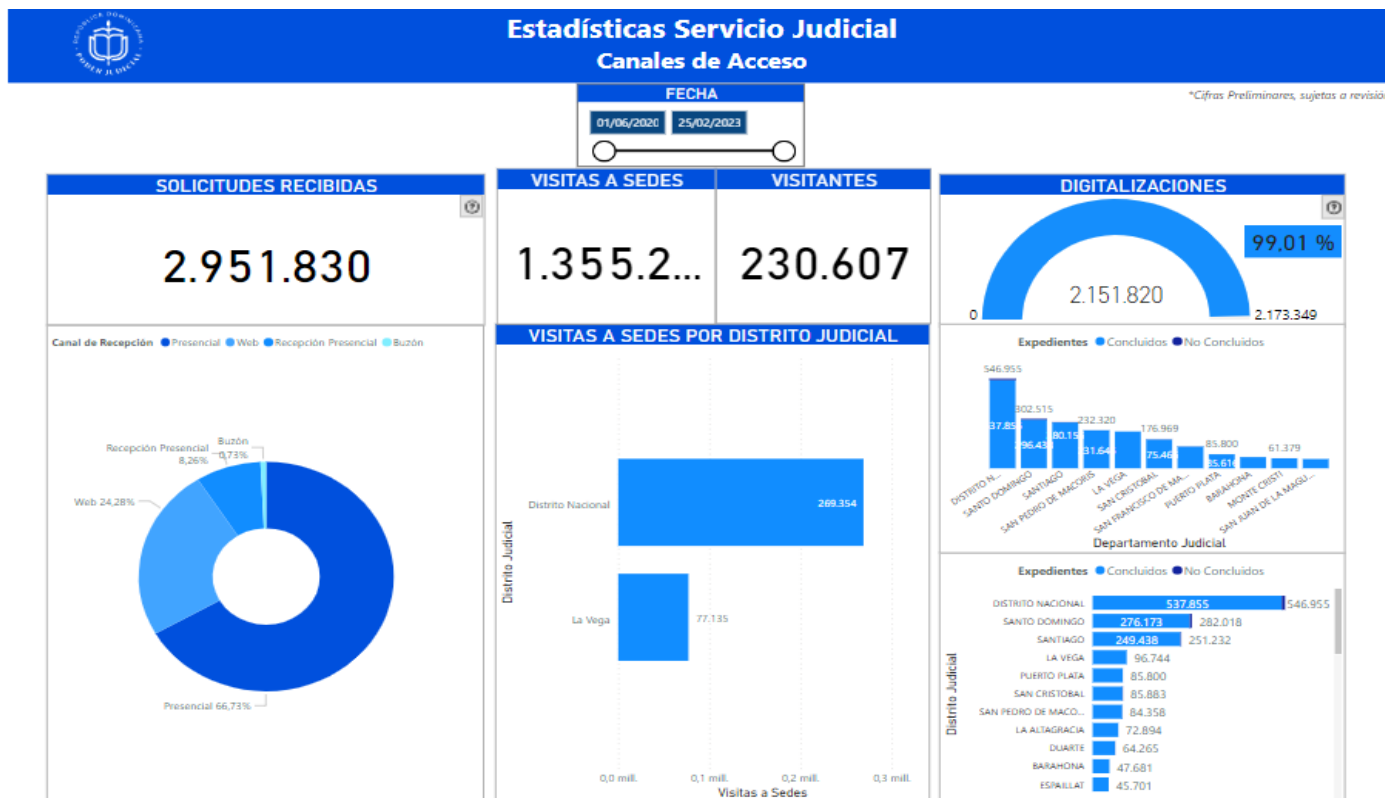 REPÚBLICA DOMINICANA
PODER JUDICIAL
Estadísticas Servicio Judicial
Canales de Acceso
*Cifras Preliminares, sujetas a revisión
FECHA
01/06/2020 25/02/2023
SOLICITUDES RECIBIDAS
2.951.830
Canal de Recepción Presencial Web Recepción Presencial Buzón
Buzón
0,73%
Recepción Presencial
8,26%
Web 24,28%
Presencial 66,73%
VISITAS A SEDES
1.355.2...
VISITANTES
230.607
VISITAS A SEDES POR DISTRITO JUDICIAL
Distrito Judicial
Distrito Nacional
269.354
La Vega
77.135
0,0 mill. 0,1 mill. 0,2 mill. 0,3 mill.
Visitas a Sedes
DIGITALIZACIONES
99,01 %
2.151.820
0
2.173.349
Expedientes Concluidos No Concluidos
546.955
302.515
232.320
176.969
85.800
61.379
DISTRITO N...
SANTO DOMINGO
SANTIAGO
SAN PEDRO DE MACORIS
LA VEGA
SAN CRISTOBAL
SAN FRANCISCO DE MA...
PUERTO PLATA
BARAHONA
MONTE CRISTI
SAN JUAN DE LA MAGU...
Departamento Judicial
Expedientes Concluidos No Concluidos
Distrito Judicial
DISTRITO NACIONAL 537.855 546.955
SANTO DOMINGO 276.173 282.018
SANTIAGO 249.438 251.232
LA VEGA 96.744
PUERTO PLATA 85.800
SAN CRISTOBAL 85.883
SAN PEDRO DE MACO... 84.358
LA ALTAGRACIA 72.894
DUARTE 64.265
BARAHONA 47.681
ESPAILLAT 45.701